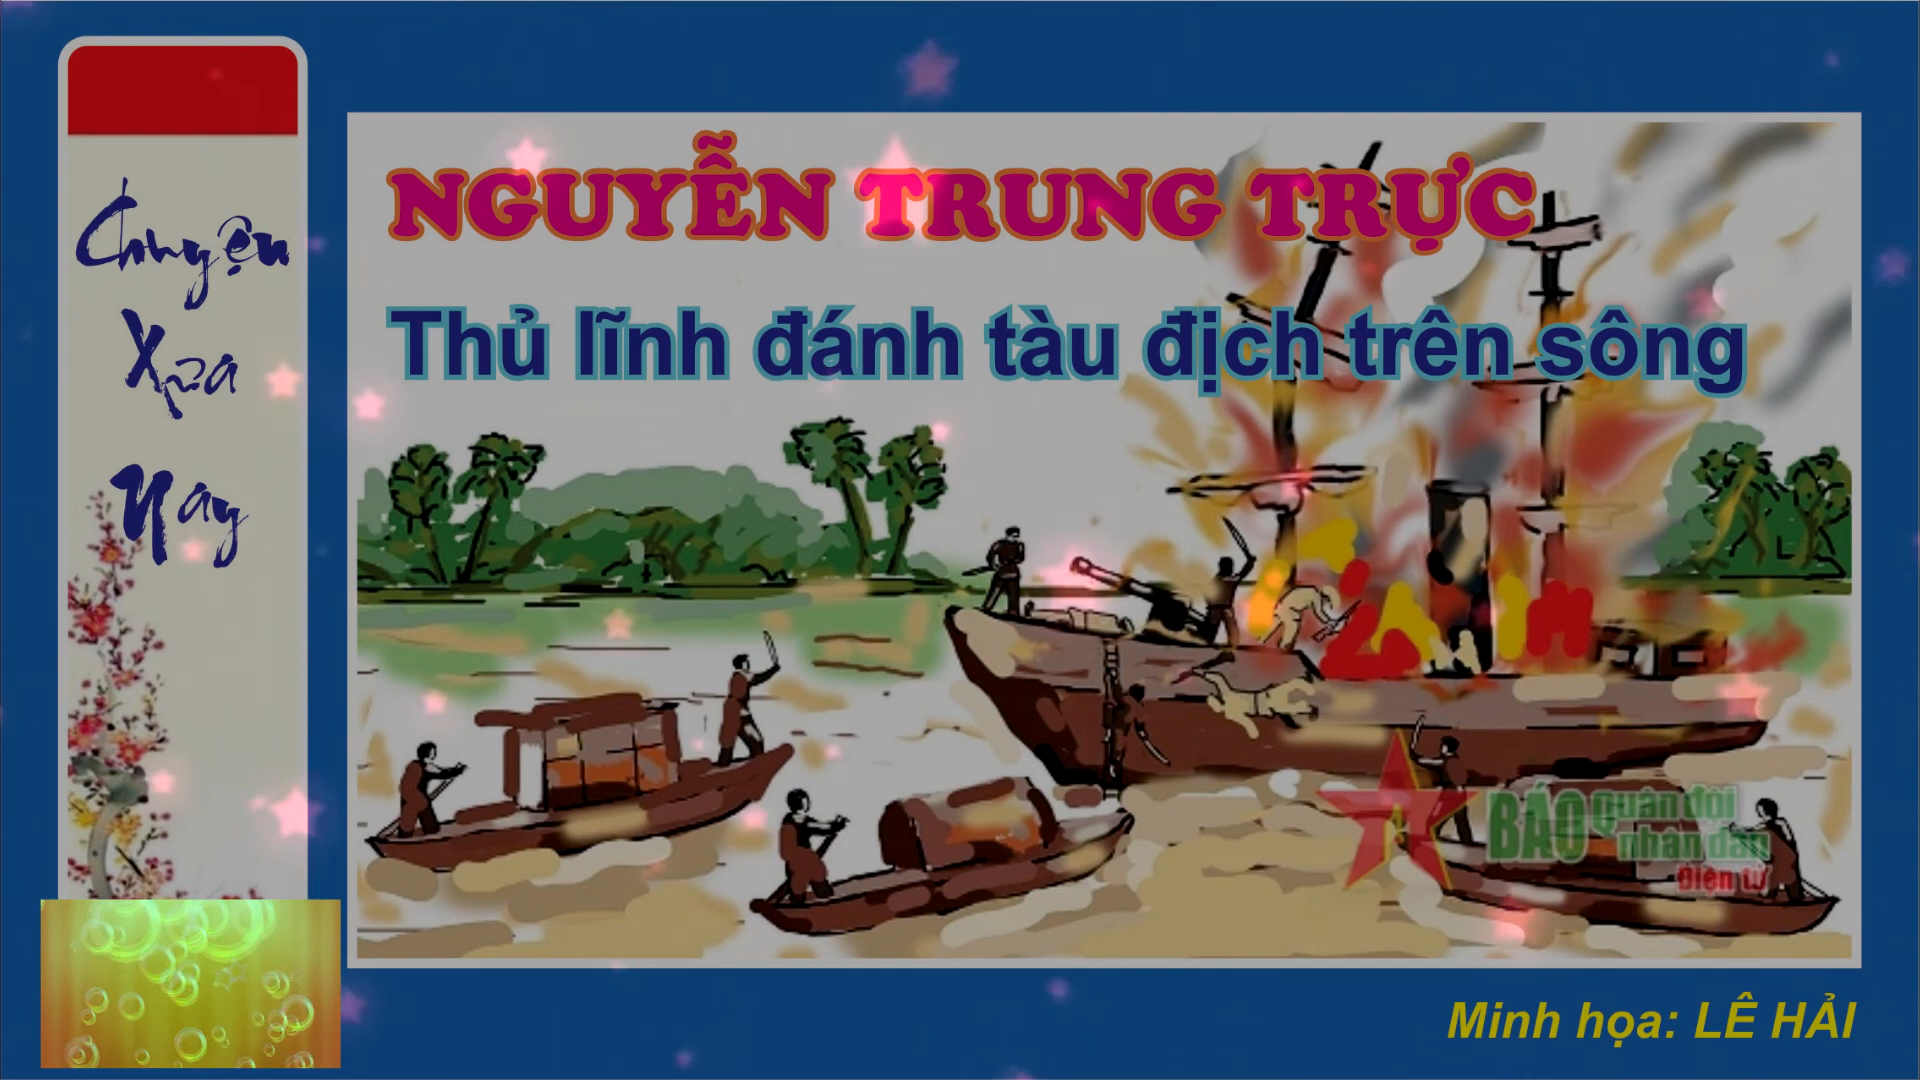 Chuyện
Xưa
Nay
NGUYỄN TRUNG TRỰC
Thủ lĩnh đánh tàu địch trên sông
BÁO quân đội
nhân dân
Điện tử
Minh họa: LÊ HẢI